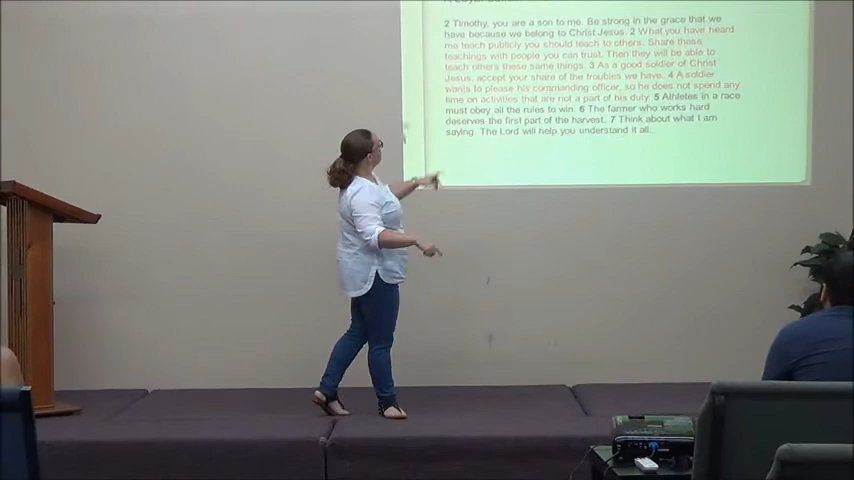 2 Timothy, you are a son to me. Be strong in the grace that we
have because we belong to Christ Jesus. 2 What you have heard
me teach publicly you should teach to others. Share these
teachings with people you can trust. Then they will be able to
teach others these same things. 3 As a good soldier of Christ
Jesus, accept your share of the troubles we have. 4 A soldier
wants to please his commanding officer, so he does not spend any
time on activities that are not a part of his duty. 5 Athletes in a race
must obey all the rules to win. 6 The farmer who works hard
deserves the first part of the harvest. 7 Think about what I am
saying. The Lord will help you understand it all.